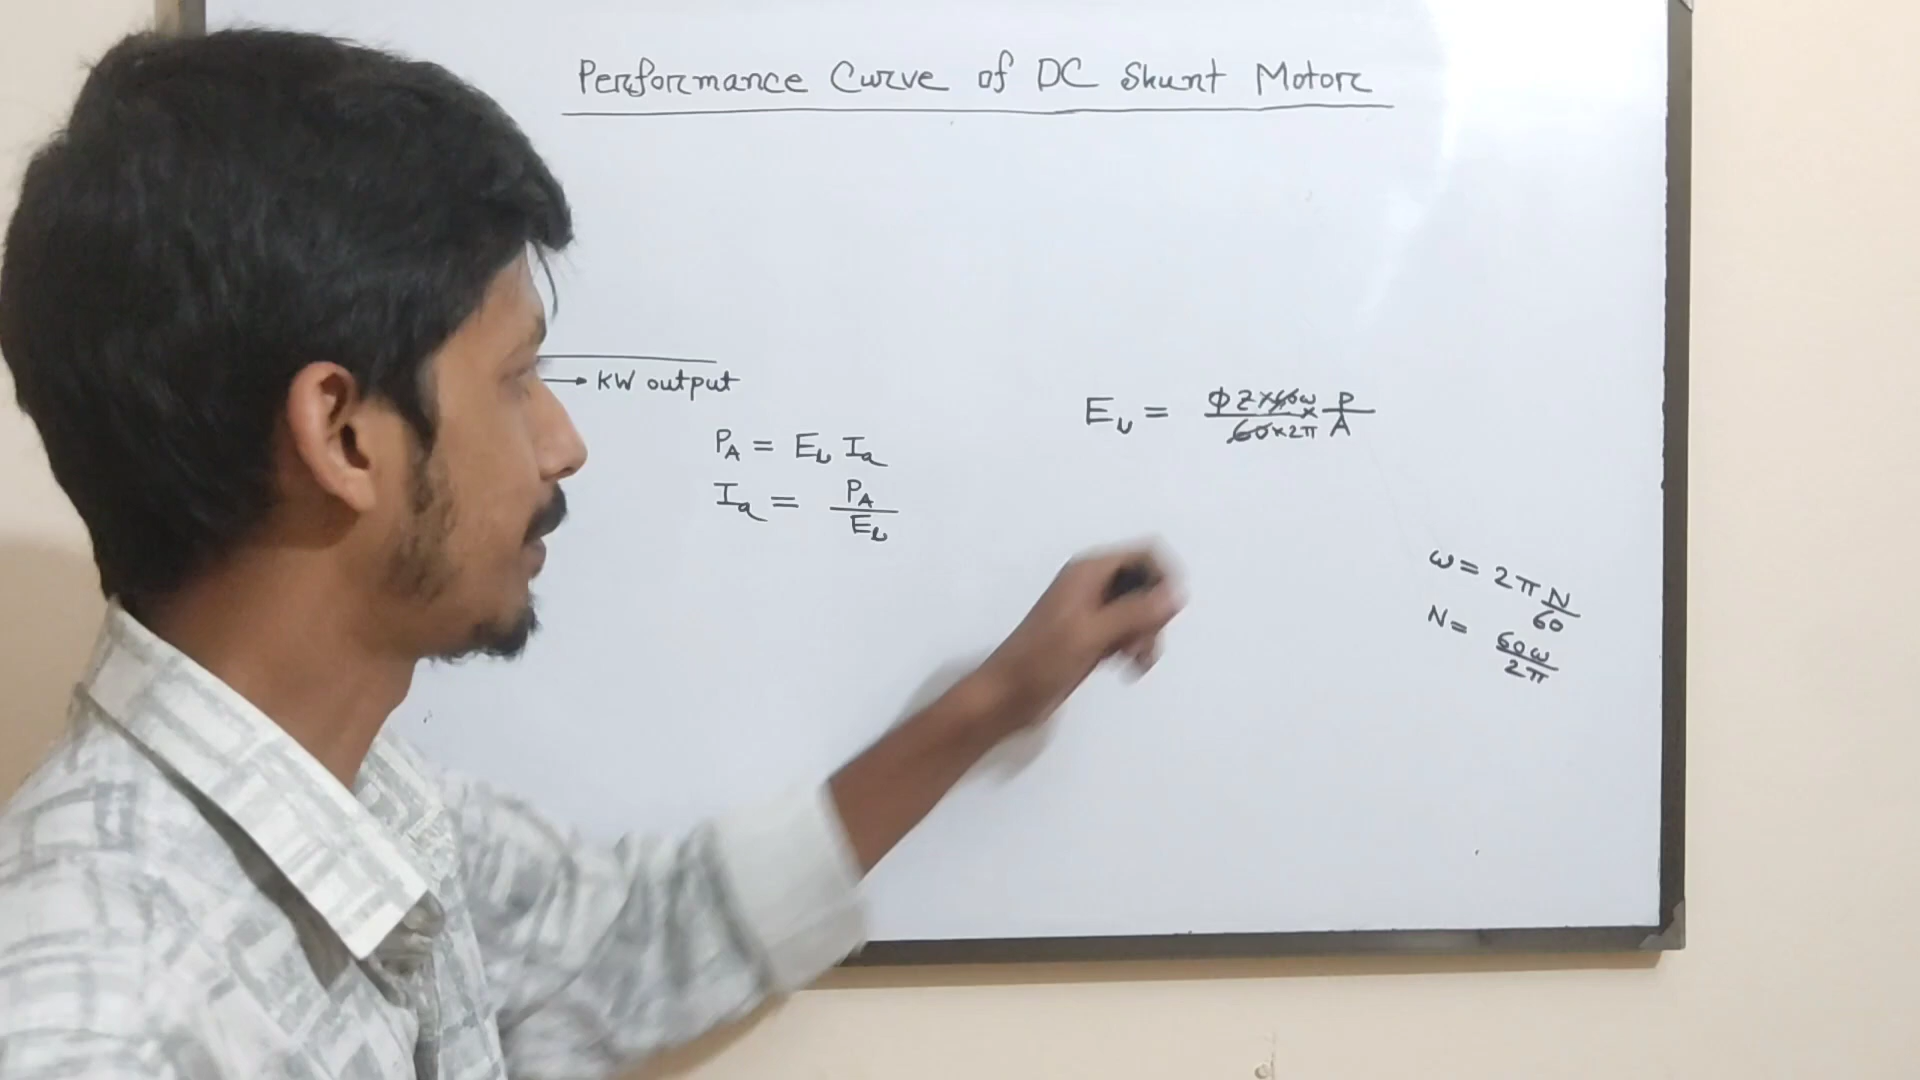 Performance Curve of DC Shunt Motor
→ KW output
P_A = E_b I_a
I_a = P_A / E_b
E_b = ϕZ×60ω / 60×2π × P / A
ω = 2π N / 60
N = 60ω / 2π